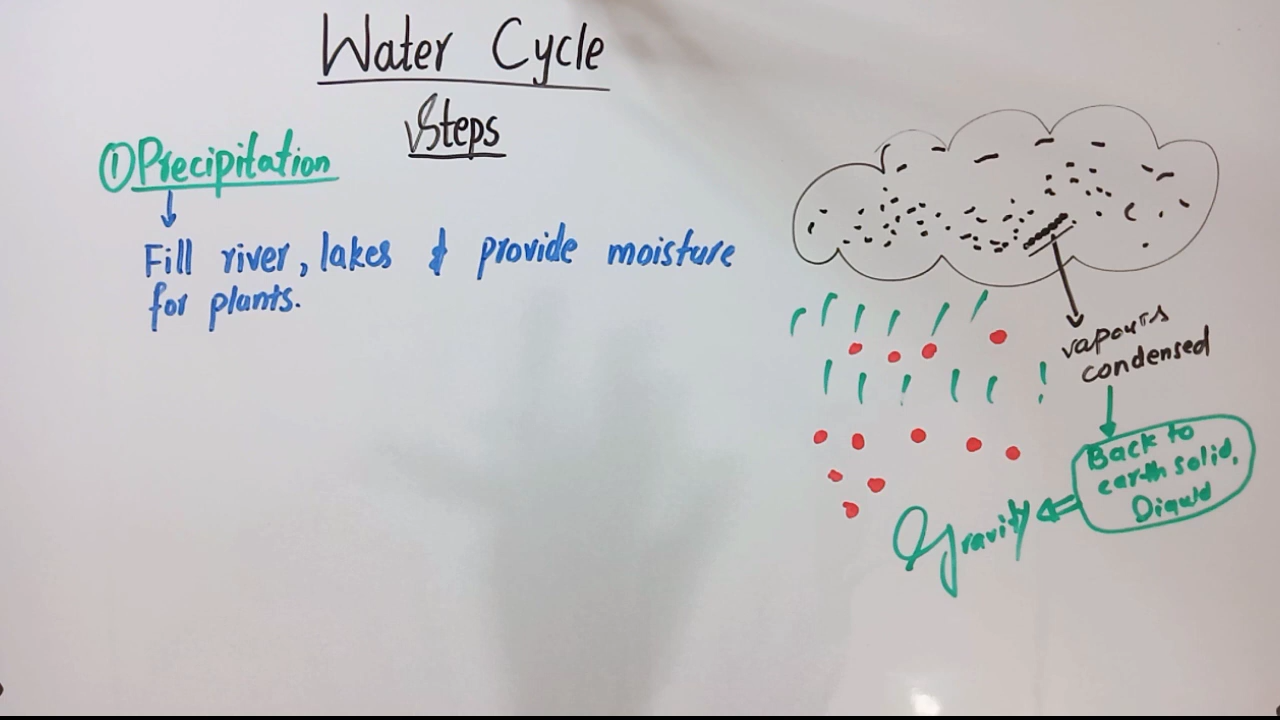 Water Cycle
Steps
① Precipitation
Fill river, lakes & provide moisture
for plants.
vapours
condensed
Back to
earth solid,
Diquid
Gravity